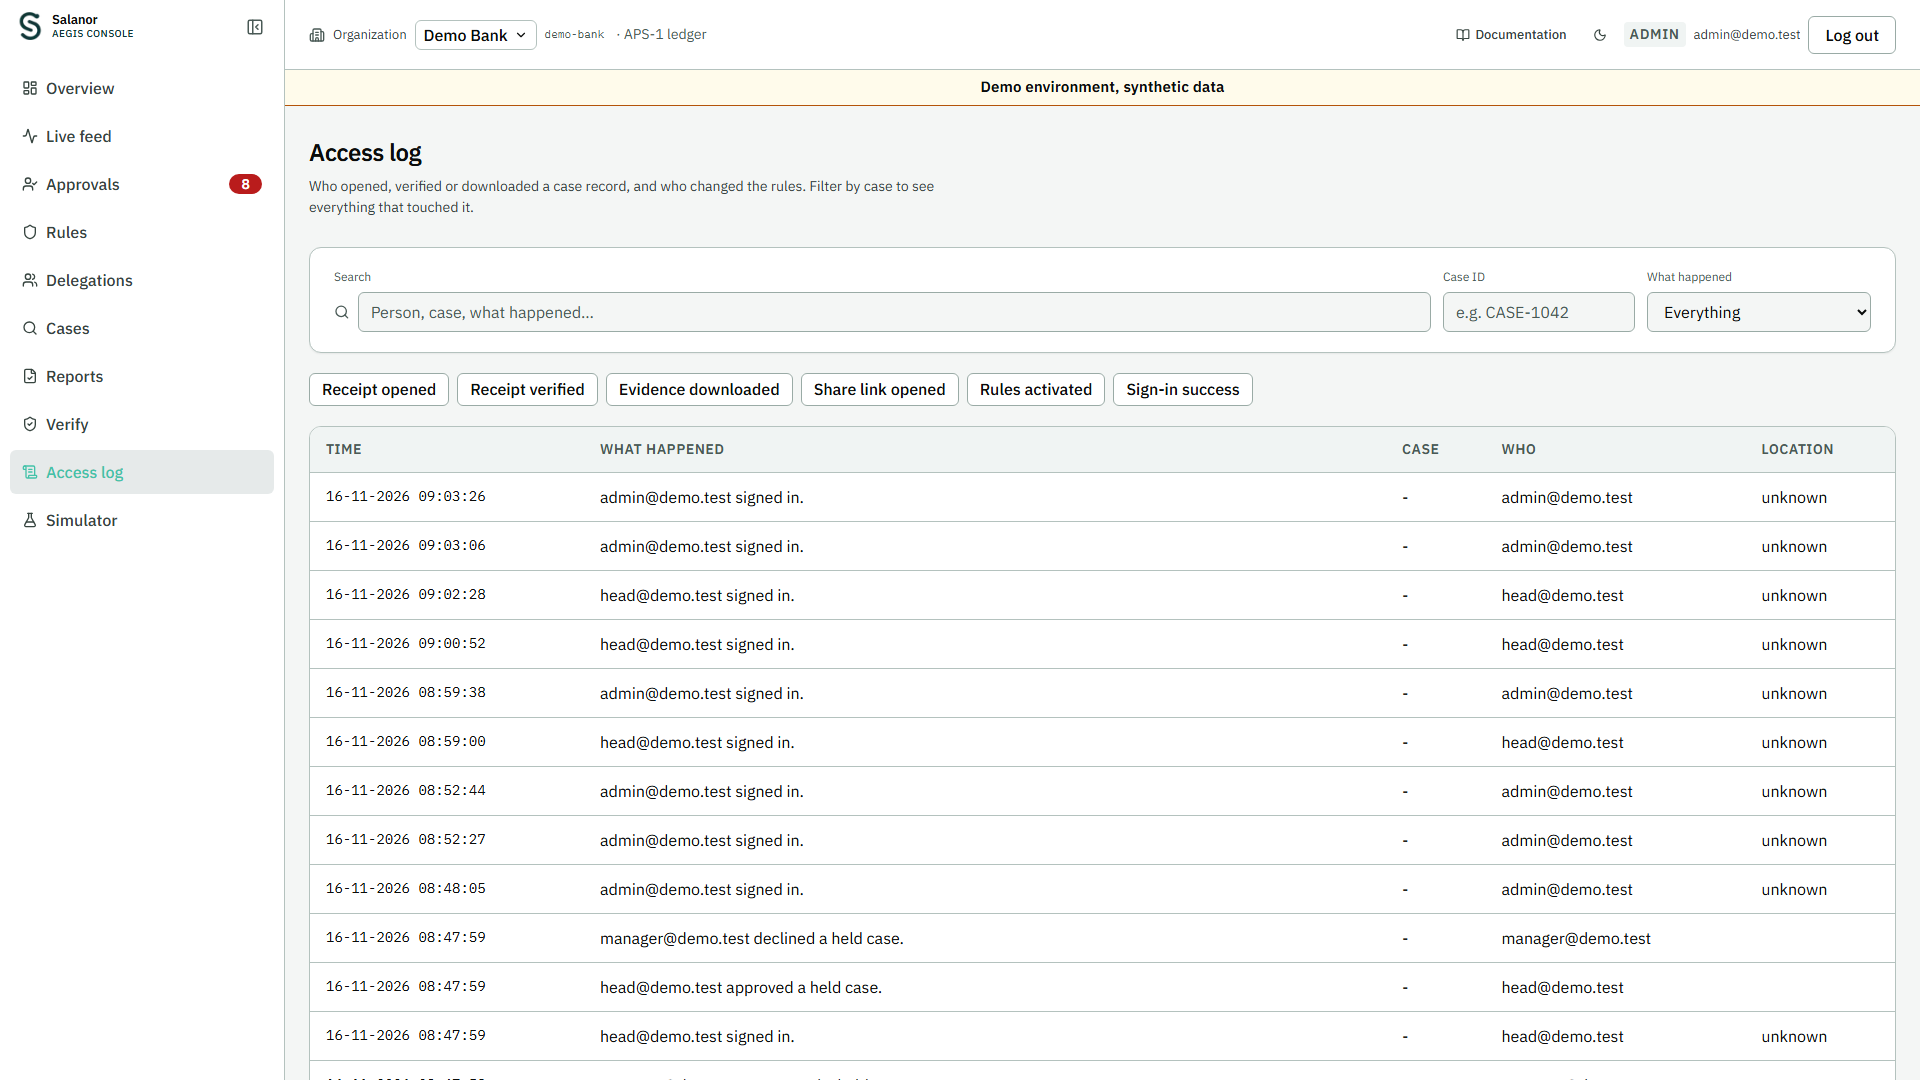 Salanor
AEGIS CONSOLE
Overview
Live feed
Approvals 8
Rules
Delegations
Cases
Reports
Verify
Access log
Simulator
Organization Demo Bank demo-bank · APS-1 ledger
Documentation ADMIN admin@demo.test Log out
Demo environment, synthetic data
Access log
Who opened, verified or downloaded a case record, and who changed the rules. Filter by case to see
everything that touched it.
Search Case ID What happened
Person, case, what happened... e.g. CASE-1042 Everything
Receipt opened Receipt verified Evidence downloaded Share link opened Rules activated Sign-in success
TIME WHAT HAPPENED CASE WHO LOCATION
16-11-2026 09:03:26 admin@demo.test signed in. - admin@demo.test unknown
16-11-2026 09:03:06 admin@demo.test signed in. - admin@demo.test unknown
16-11-2026 09:02:28 head@demo.test signed in. - head@demo.test unknown
16-11-2026 09:00:52 head@demo.test signed in. - head@demo.test unknown
16-11-2026 08:59:38 admin@demo.test signed in. - admin@demo.test unknown
16-11-2026 08:59:00 head@demo.test signed in. - head@demo.test unknown
16-11-2026 08:52:44 admin@demo.test signed in. - admin@demo.test unknown
16-11-2026 08:52:27 admin@demo.test signed in. - admin@demo.test unknown
16-11-2026 08:48:05 admin@demo.test signed in. - admin@demo.test unknown
16-11-2026 08:47:59 manager@demo.test declined a held case. - manager@demo.test
16-11-2026 08:47:59 head@demo.test approved a held case. - head@demo.test
16-11-2026 08:47:59 head@demo.test signed in. - head@demo.test unknown